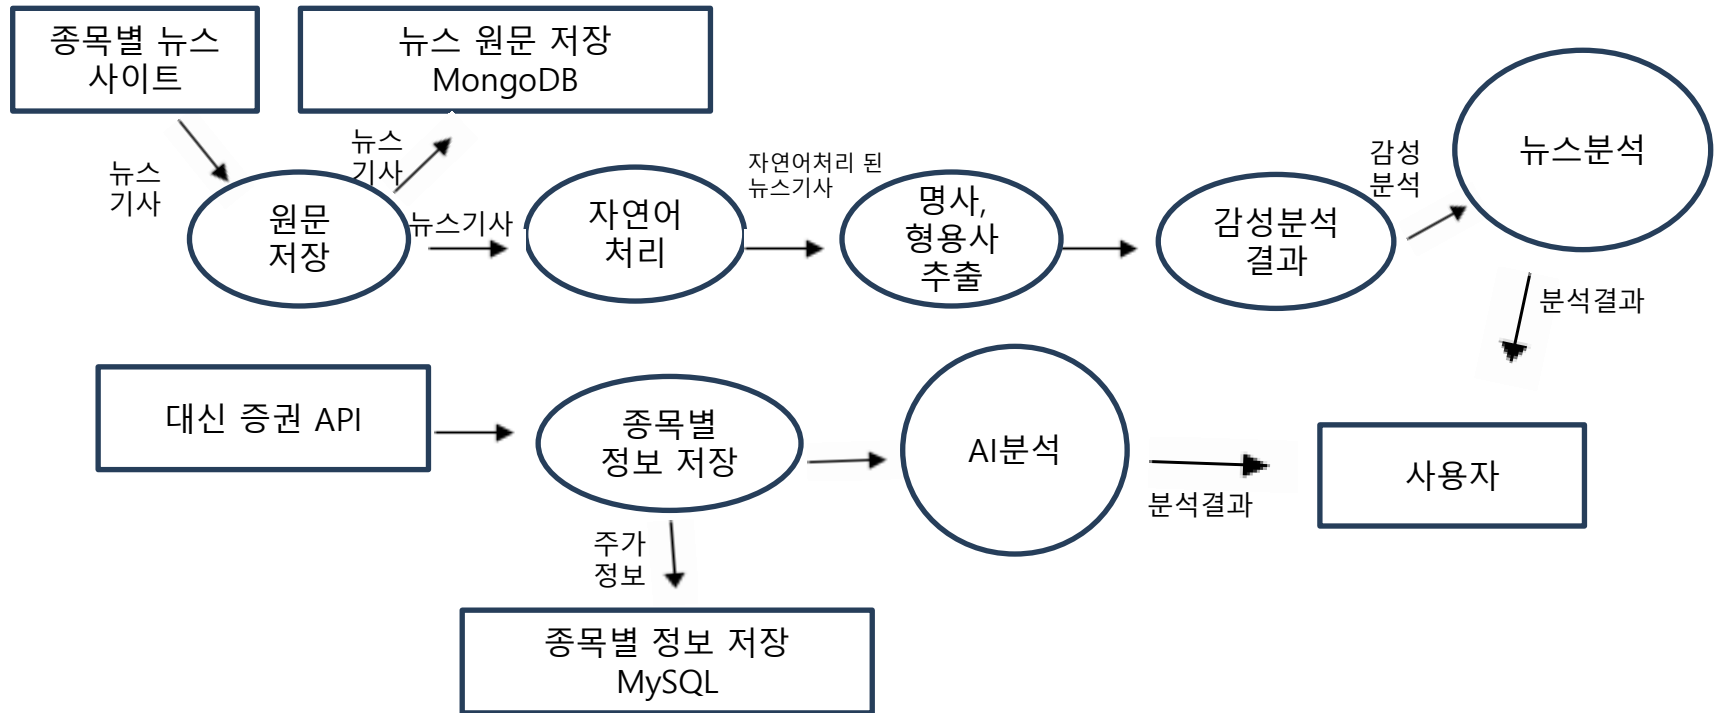 종목별 뉴스
사이트
뉴스 원문 저장
MongoDB
뉴스
기사
뉴스
기사
원문
저장
뉴스기사
자연어
처리
자연어처리 된
뉴스기사
명사,
형용사
추출
감성분석
결과
감성
분석
뉴스분석
분석결과
대신 증권 API
종목별
정보 저장
AI분석
분석결과
사용자
주가
정보
종목별 정보 저장
MySQL